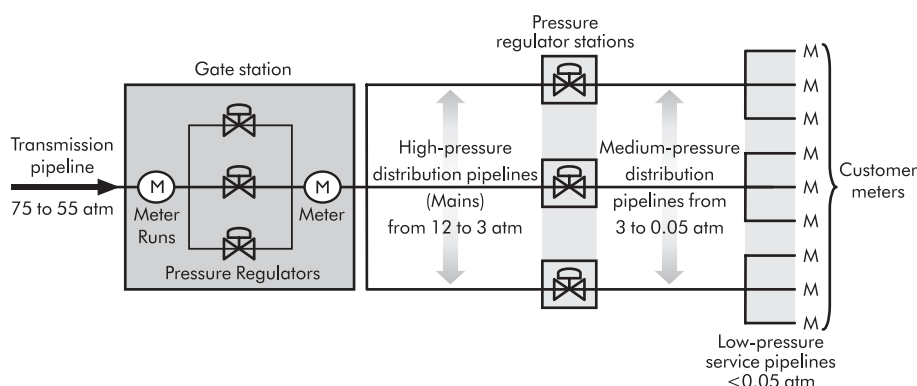 Transmission
pipeline
75 to 55 atm
Gate station
M
Meter
Runs
M
Meter
Pressure Regulators
High-pressure
distribution pipelines
(Mains)
from 12 to 3 atm
Pressure
regulator stations
Medium-pressure
distribution
pipelines from
3 to 0.05 atm
M
M
M
M
M
M
M
M
M
Customer
meters
Low-pressure
service pipelines
<0.05 atm